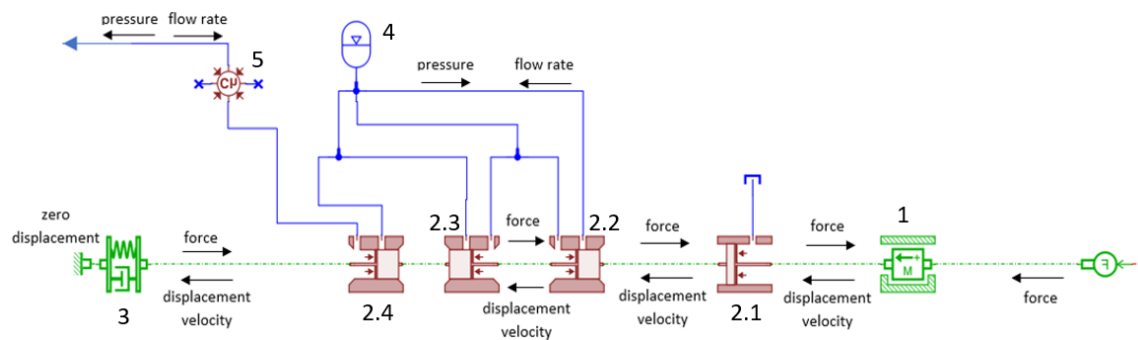 pressure flow rate
5
Cμ
4
pressure flow rate
zero
displacement
force
displacement
velocity
3
2.4
2.3
force
2.2
displacement
velocity
force
displacement
velocity
2.1
force
displacement
velocity
1
M
+
force
F